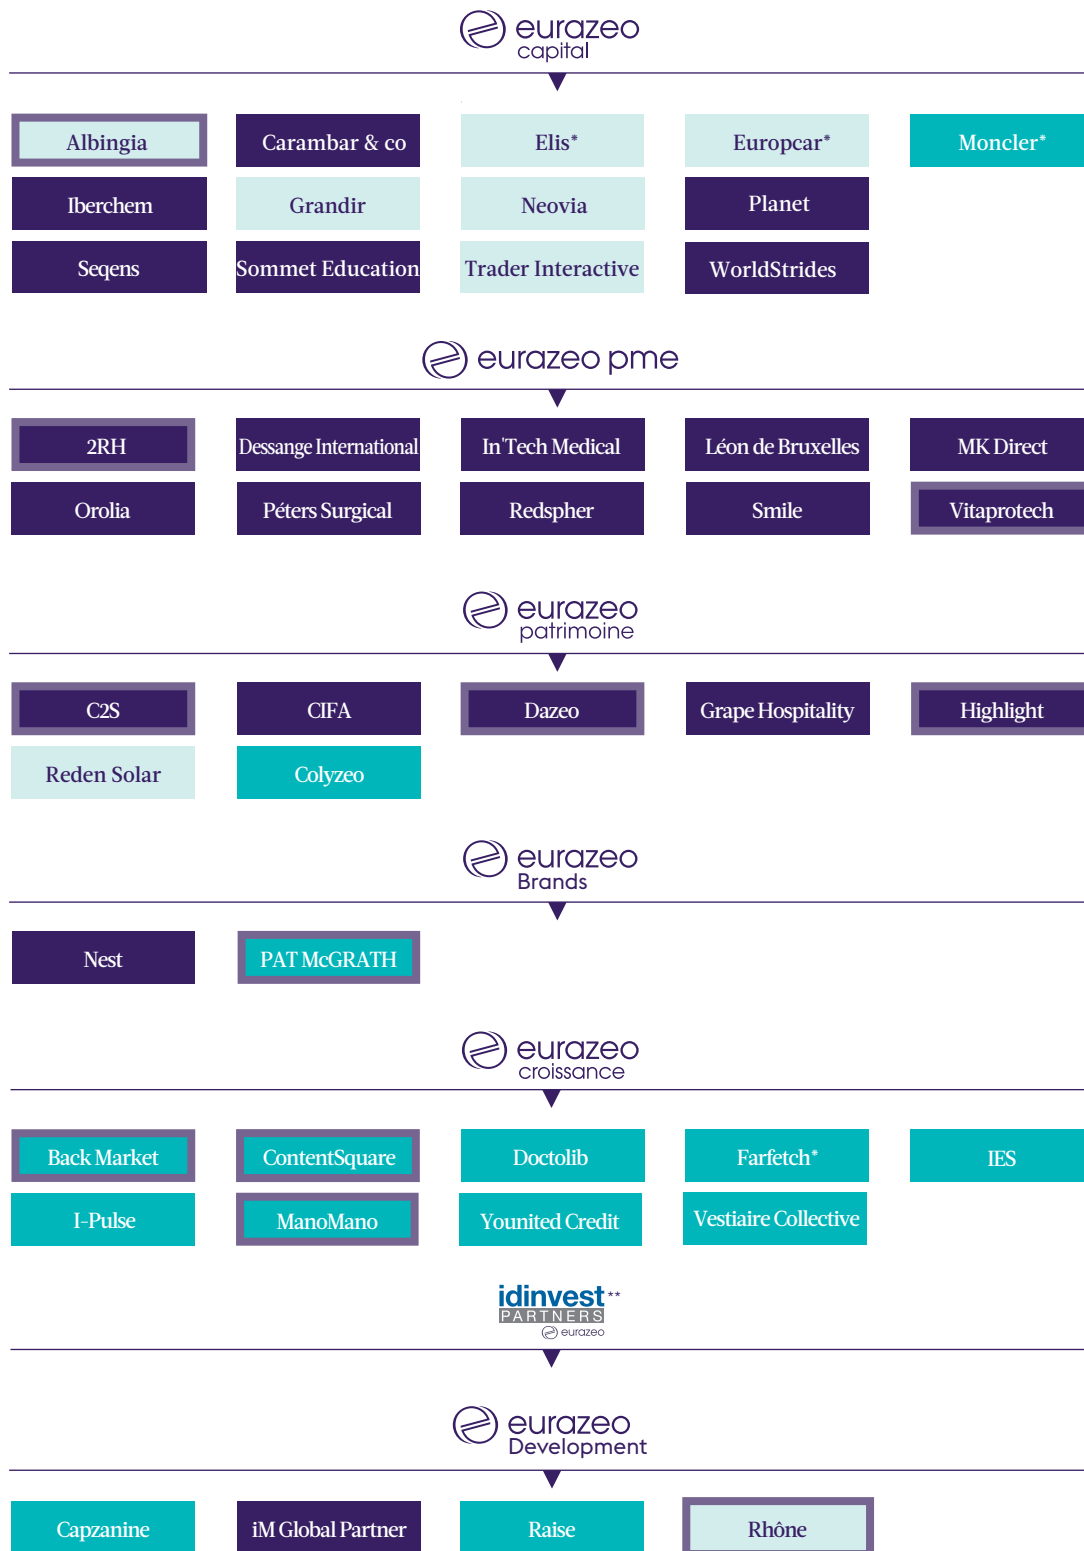 eurazeo
capital
Albingia
Carambar & co
Elis*
Europcar*
Moncler*
Iberchem
Grandir
Neovia
Planet
Seqens
Sommet Education
Trader Interactive
WorldStrides
eurazeo pme
2RH
Dessange International
In'Tech Medical
Léon de Bruxelles
MK Direct
Orolia
Péters Surgical
Redspher
Smile
Vitaprotech
eurazeo
patrimoine
C2S
CIFA
Dazeo
Grape Hospitality
Highlight
Reden Solar
Colyzeo
eurazeo
Brands
Nest
PAT McGRATH
eurazeo
croissance
Back Market
ContentSquare
Doctolib
Farfetch*
IES
I-Pulse
ManoMano
Younited Credit
Vestiaire Collective
idinvest**
PARTNERS
eurazeo
eurazeo
Development
Capzanine
iM Global Partner
Raise
Rhône